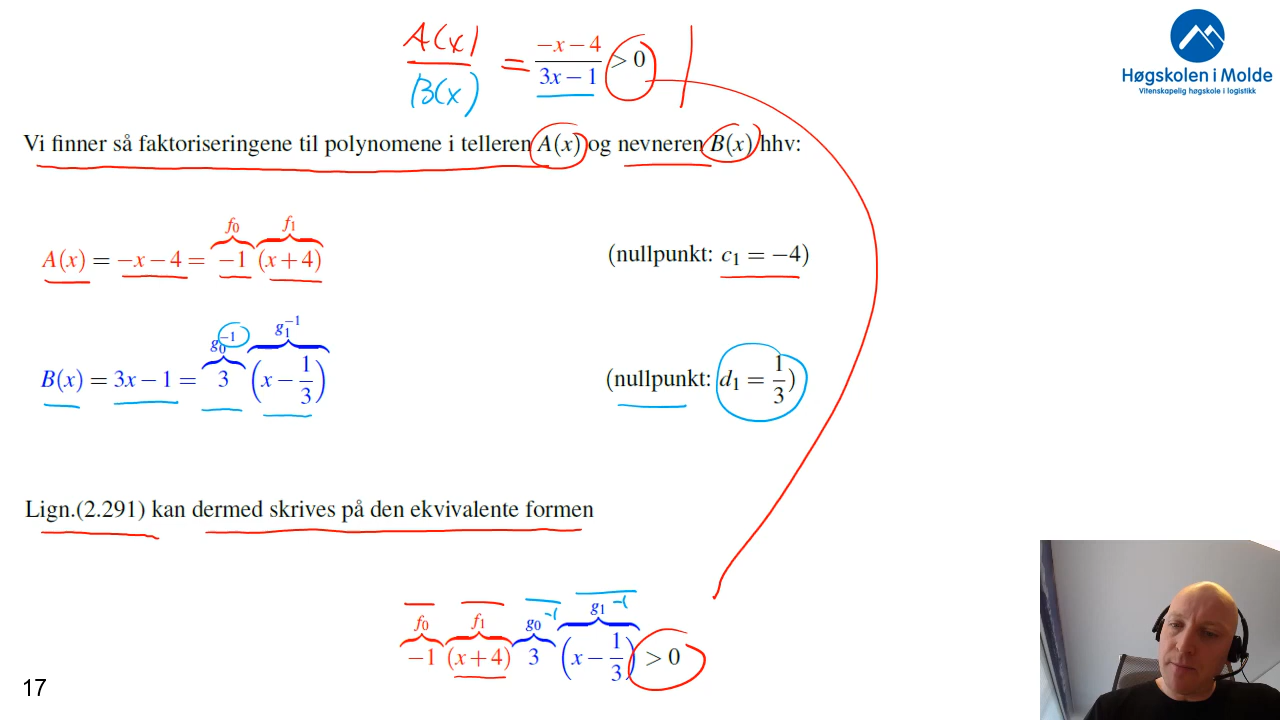 A(x)
B(x)
= −x−4 / 3x−1 > 0
Høgskolen i Molde
Vitenskapelig høgskole i logistikk
Vi finner så faktoriseringene til polynomene i telleren A(x) og nevneren B(x) hhv:
f₀ f₁
A(x) = −x−4 = −1 (x+4) (nullpunkt: c₁ = −4)
g₀⁻¹ g₁⁻¹
B(x) = 3x−1 = 3 (x − 1/3) (nullpunkt: d₁ = 1/3)
Lign.(2.291) kan dermed skrives på den ekvivalente formen
f₀ f₁ g₀⁻¹ g₁⁻¹
−1 (x+4) 3 (x − 1/3) > 0
17